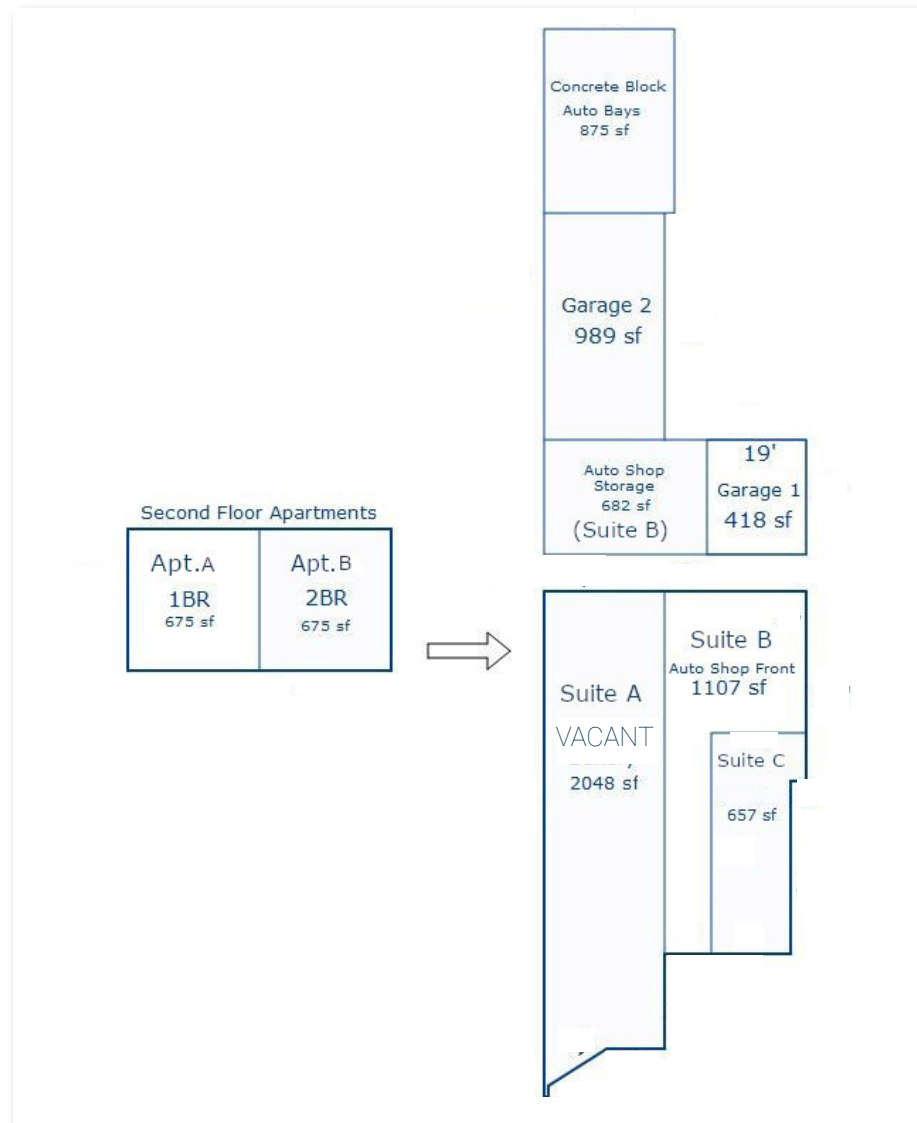 Concrete Block
Auto Bays
875 sf
Garage 2
989 sf
Auto Shop
Storage
682 sf
(Suite B)
19'
Garage 1
418 sf
Second Floor Apartments
Apt.A
1BR
675 sf
Apt.B
2BR
675 sf
Suite A
VACANT
2048 sf
Suite B
Auto Shop Front
1107 sf
Suite C
657 sf